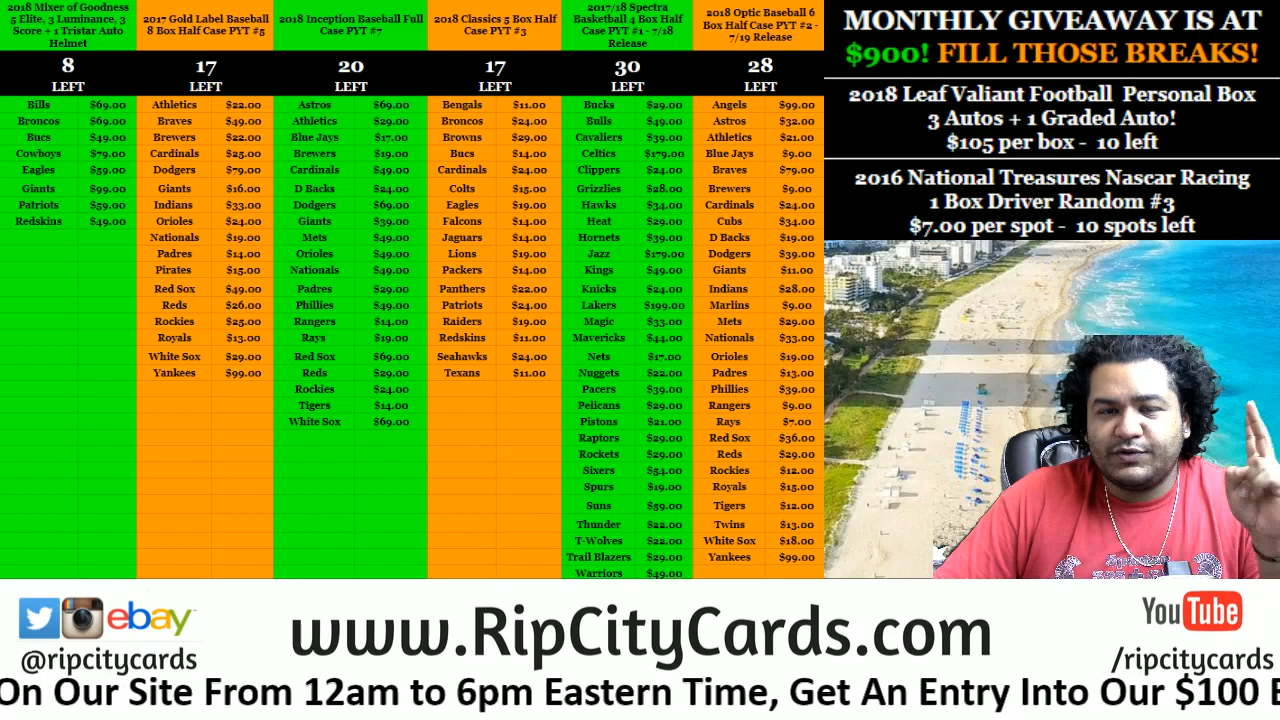 2018 Mixer of Goodness
5 Elite, 3 Luminance, 3
Score + 1 Tristar Auto
Helmet
8
LEFT
Bills $69.00
Broncos $69.00
Bucs $49.00
Cowboys $79.00
Eagles $59.00
Giants $99.00
Patriots $59.00
Redskins $49.00
2017 Gold Label Baseball
8 Box Half Case PYT #5
17
LEFT
Athletics $22.00
Braves $49.00
Brewers $22.00
Cardinals $25.00
Dodgers $79.00
Giants $16.00
Indians $33.00
Orioles $24.00
Nationals $19.00
Padres $14.00
Pirates $15.00
Red Sox $49.00
Reds $26.00
Rockies $25.00
Royals $13.00
White Sox $29.00
Yankees $99.00
2018 Inception Baseball Full
Case PYT #7
20
LEFT
Astros $69.00
Athletics $29.00
Blue Jays $17.00
Brewers $19.00
Cardinals $49.00
D Backs $24.00
Dodgers $69.00
Giants $39.00
Mets $49.00
Orioles $49.00
Nationals $49.00
Padres $29.00
Phillies $49.00
Rangers $14.00
Rays $19.00
Red Sox $69.00
Reds $29.00
Rockies $24.00
Tigers $14.00
White Sox $69.00
2018 Classics 5 Box Half
Case PYT #3
17
LEFT
Bengals $11.00
Broncos $24.00
Browns $29.00
Bucs $14.00
Cardinals $24.00
Colts $15.00
Eagles $19.00
Falcons $14.00
Jaguars $14.00
Lions $19.00
Packers $14.00
Panthers $22.00
Patriots $24.00
Raiders $19.00
Redskins $11.00
Seahawks $24.00
Texans $11.00
2017/18 Spectra
Basketball 4 Box Half
Case PYT #1 - 7/18
Release
30
LEFT
Bucks $29.00
Bulls $49.00
Cavaliers $39.00
Celtics $179.00
Clippers $24.00
Grizzlies $28.00
Hawks $34.00
Heat $29.00
Hornets $39.00
Jazz $179.00
Kings $49.00
Knicks $24.00
Lakers $199.00
Magic $33.00
Mavericks $44.00
Nets $17.00
Nuggets $22.00
Pacers $39.00
Pelicans $29.00
Pistons $21.00
Raptors $29.00
Rockets $29.00
Sixers $54.00
Spurs $19.00
Suns $59.00
Thunder $22.00
T-Wolves $22.00
Trail Blazers $29.00
Warriors $49.00
2018 Optic Baseball 6
Box Half Case PYT #2 -
7/19 Release
28
LEFT
Angels $99.00
Astros $32.00
Athletics $21.00
Blue Jays $9.00
Braves $79.00
Brewers $9.00
Cardinals $24.00
Cubs $34.00
D Backs $19.00
Dodgers $39.00
Giants $11.00
Indians $28.00
Marlins $9.00
Mets $29.00
Nationals $33.00
Orioles $19.00
Padres $13.00
Phillies $39.00
Rangers $9.00
Rays $7.00
Red Sox $36.00
Reds $29.00
Rockies $12.00
Royals $15.00
Tigers $12.00
Twins $13.00
White Sox $18.00
Yankees $99.00
MONTHLY GIVEAWAY IS AT
$900! FILL THOSE BREAKS!
2018 Leaf Valiant Football Personal Box
3 Autos + 1 Graded Auto!
$105 per box - 10 left
2016 National Treasures Nascar Racing
1 Box Driver Random #3
$7.00 per spot - 10 spots left
ebay
@ripcitycards
www.RipCityCards.com
YouTube
/ripcitycards
On Our Site From 12am to 6pm Eastern Time, Get An Entry Into Our $100